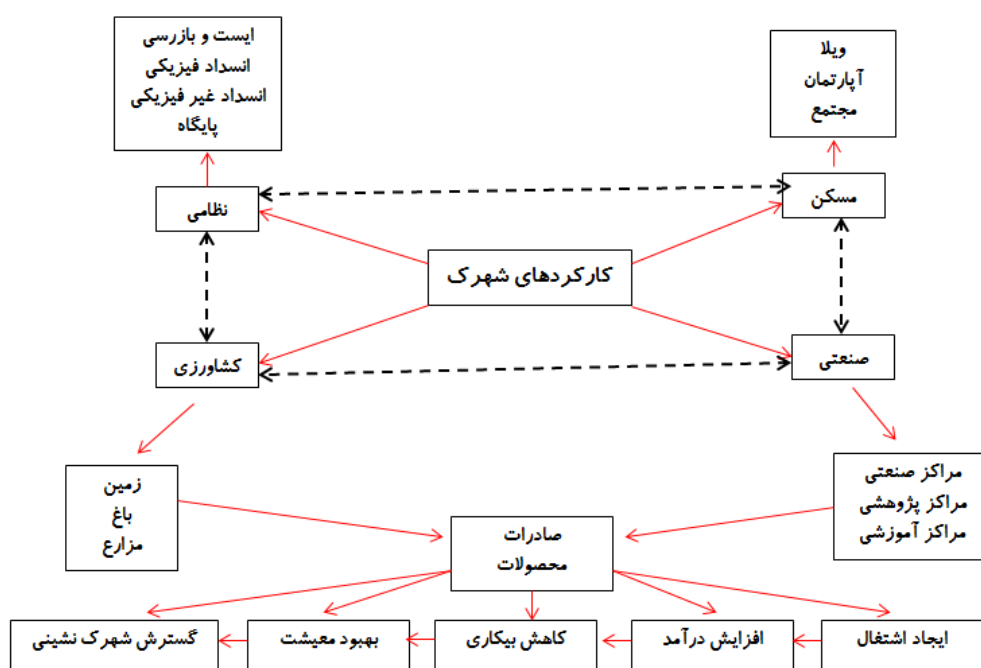 ویلا
آپارتمان
مجتمع
ایست و بازرسی
انسداد فیزیکی
انسداد غیر فیزیکی
پایگاه
مسکن
نظامی
کارکردهای شهرک
صنعتی
کشاورزی
مراکز صنعتی
مراکز پژوهشی
مراکز آموزشی
زمین
باغ
مزارع
صادرات
محصولات
ایجاد اشتغال
افزایش درآمد
کاهش بیکاری
بهبود معیشت
گسترش شهرک نشینی